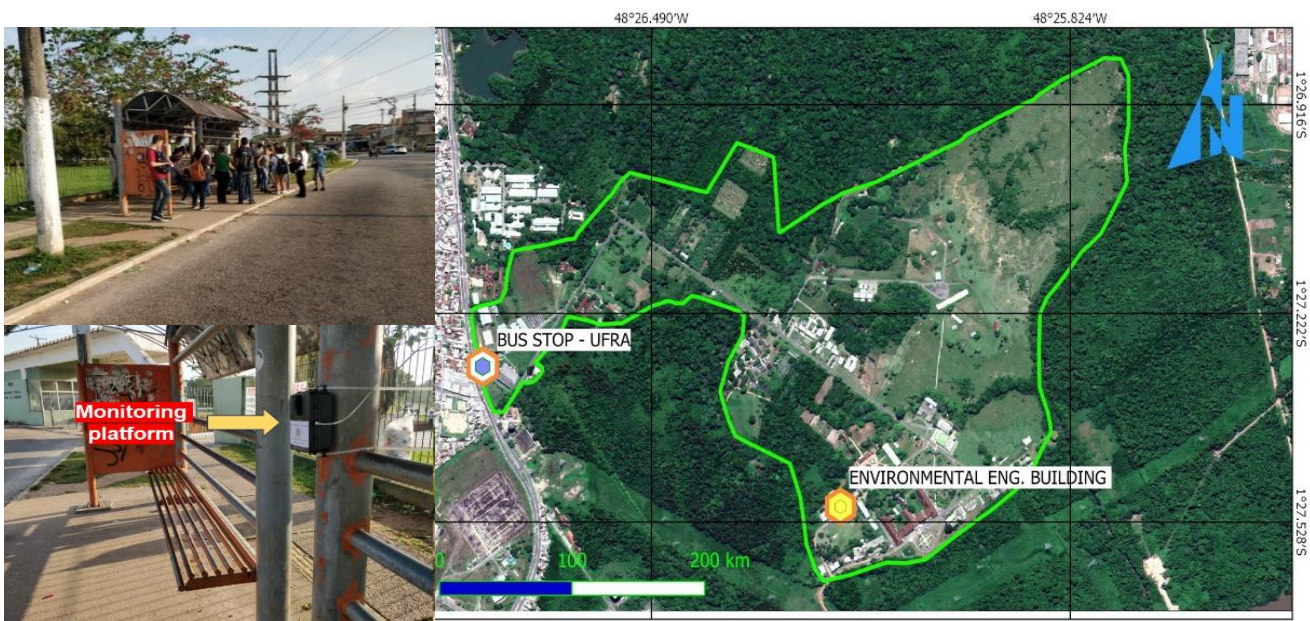 48°26.490'W
48°25.824'W
1°26.916'S
N
1°27.222'S
BUS STOP - UFRA
Monitoring
platform
ENVIRONMENTAL ENG. BUILDING
1°27.528'S
0
100
200 km